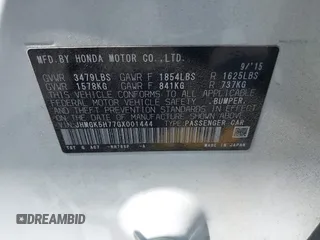 MFD. BY HONDA MOTOR CO.,LTD. 9/'15
GVWR 3479LBS GAWR F 1854LBS R 1625LBS
GVWR 1578KG GAWR F 841KG R 737KG
THIS VEHICLE CONFORMS TO ALL APPLICABLE
FEDERAL MOTOR VEHICLE SAFETY, BUMPER,
AND THEFT PREVENTION STANDARDS IN EFFECT ON
THE DATE OF MANUFACTURE SHOWN ABOVE.
VIN: JHMGK5H77GX001444 TYPE: PASSENGER CAR
MADE IN JAPAN
DREAMBID